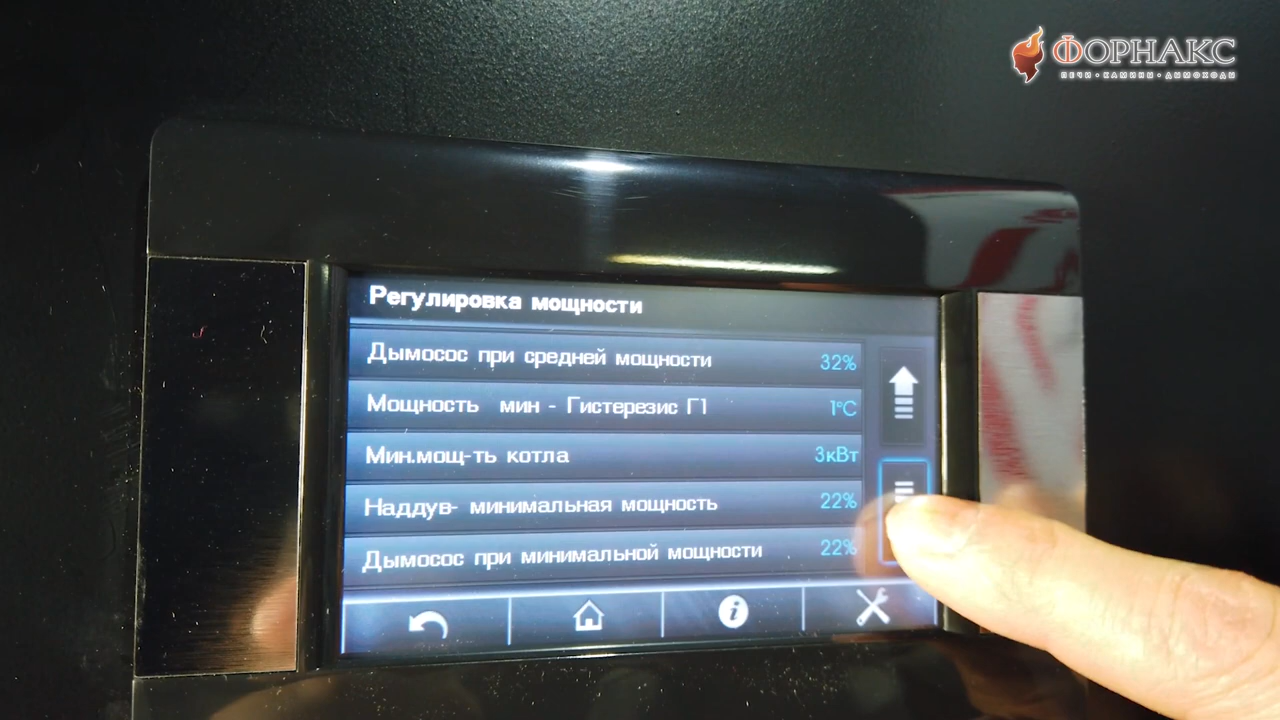 ФОРНАКС
ПЕЧИ • КАМИНЫ • ДЫМОХОДЫ
Регулировка мощности
Дымосос при средней мощности 32%
Мощность мин - Гистерезис Г1 1°C
Мин.мощ-ть котла 3кВт
Наддув- минимальная мощность 22%
Дымосос при минимальной мощности 22%